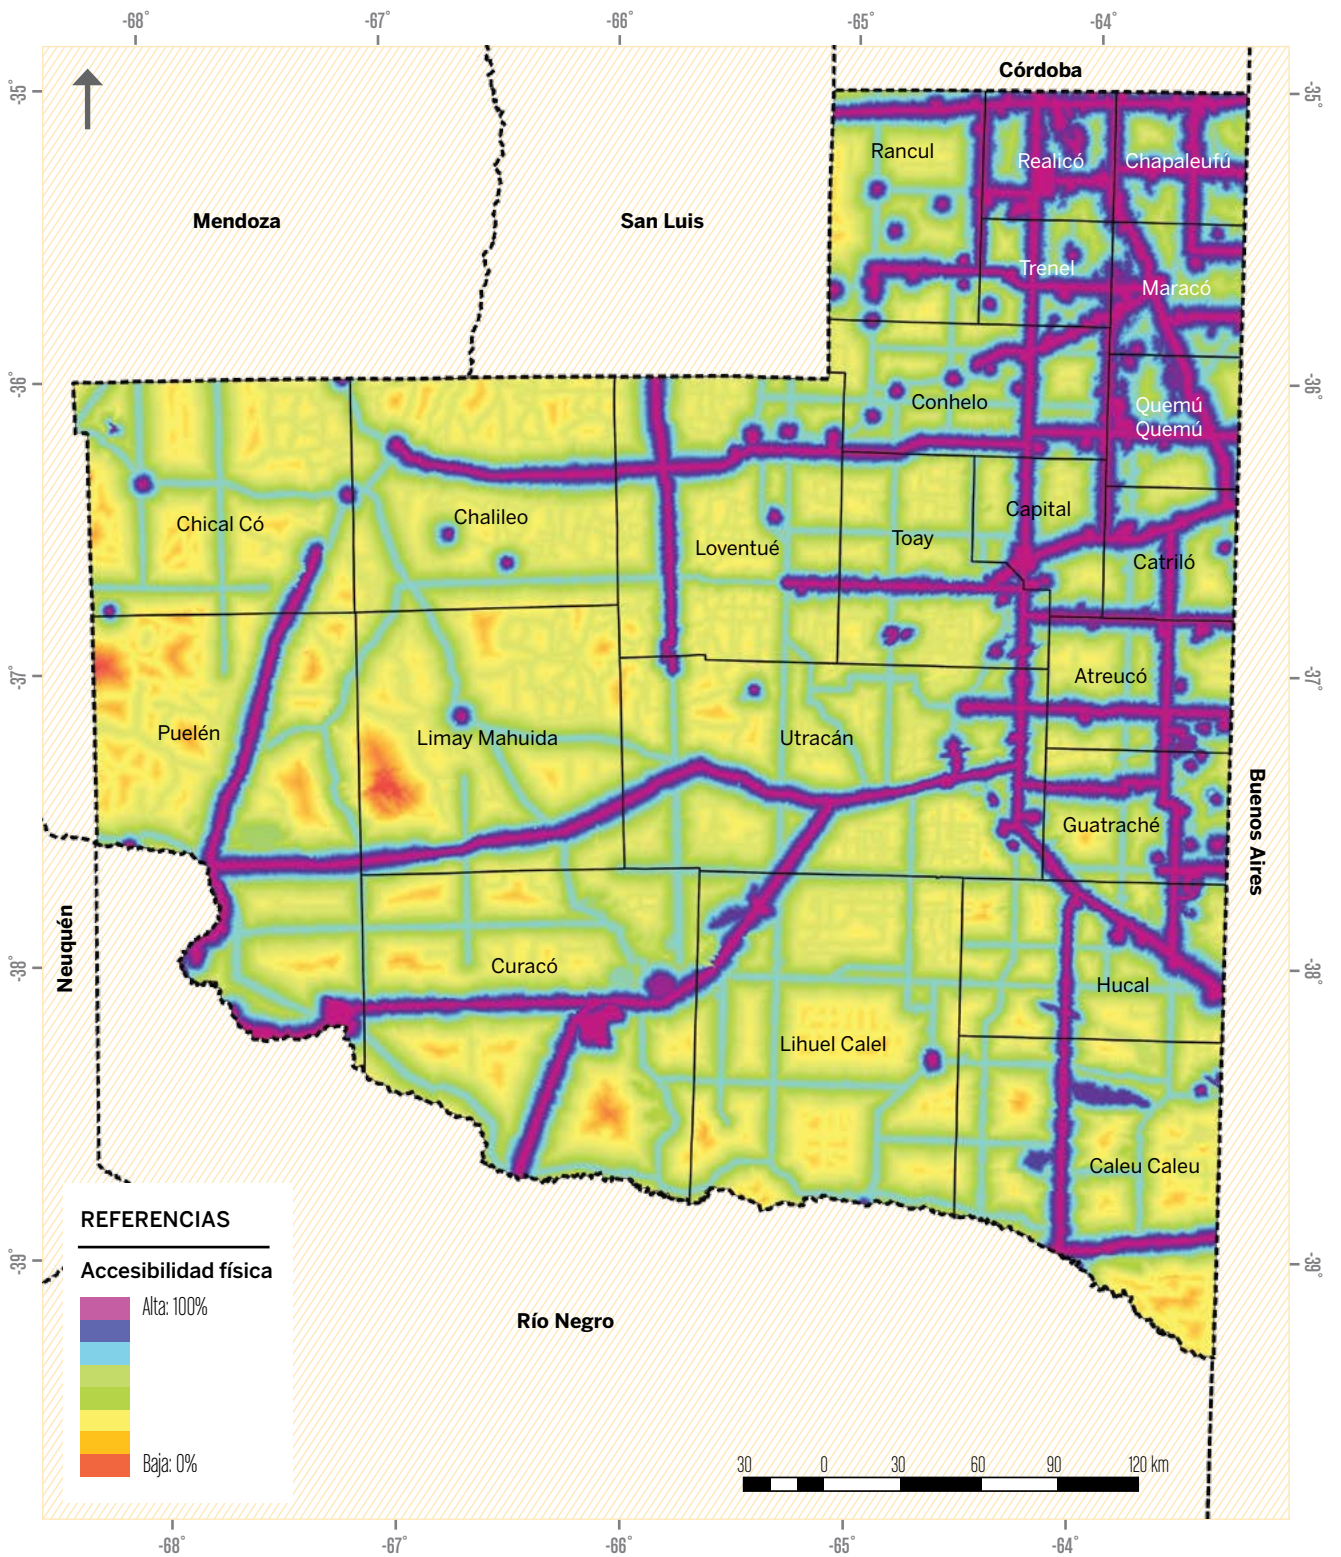 -68°
-67°
-66°
-65°
-64°
-35°
-35°
Córdoba
Rancul
Realicó
Chapaleufú
Mendoza
San Luis
Trenel
Maracó
-36°
-36°
Conhelo
Quemú
Quemú
Chical Có
Chalileo
Capital
Loventué
Toay
Catriló
-37°
-37°
Atreucó
Puelén
Limay Mahuida
Utracán
Guatraché
Buenos Aires
Neuquén
-38°
-38°
Curacó
Hucal
Lihuel Calel
Caleu Caleu
REFERENCIAS
-39°
-39°
Accesibilidad física
Alta: 100%
Río Negro
Baja: 0%
30 0 30 60 90 120 km
-68°
-67°
-66°
-65°
-64°